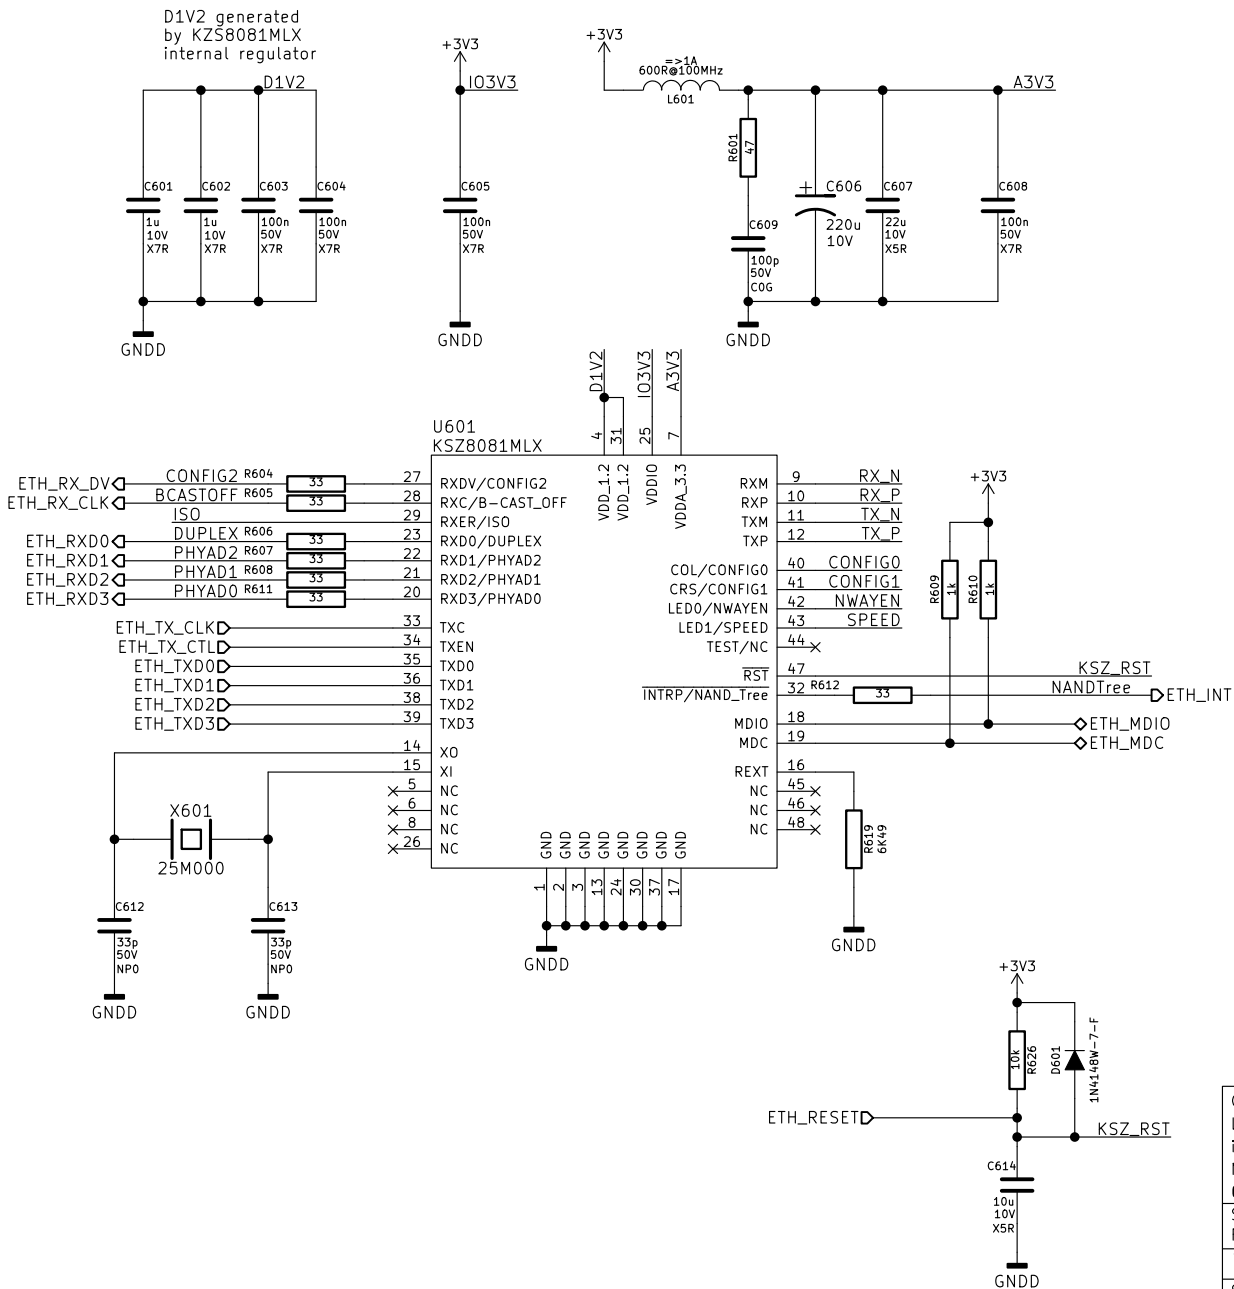 D1V2 generated
by KZS8081MLX
internal regulator
D1V2
+3V3
IO3V3
+3V3
=>1A
600R@100MHz
L601
A3V3
C601
1u
10V
X7R
C602
1u
10V
X7R
C603
100n
50V
X7R
C604
100n
50V
X7R
C605
100n
50V
X7R
R601
47
C609
100p
50V
C0G
C606
220u
10V
C607
22u
10V
X5R
C608
100n
50V
X7R
GNDD
GNDD
GNDD
D1V2
IO3V3
A3V3
U601
KSZ8081MLX
4
31
25
7
VDD_1.2
VDD_1.2
VDDIO
VDDA_3.3
ETH_RX_DV CONFIG2 R604 33 27 RXDV/CONFIG2
ETH_RX_CLK BCASTOFF R605 33 28 RXC/B-CAST_OFF
ISO 29 RXER/ISO
ETH_RXD0 DUPLEX R606 33 23 RXD0/DUPLEX
ETH_RXD1 PHYAD2 R607 33 22 RXD1/PHYAD2
ETH_RXD2 PHYAD1 R608 33 21 RXD2/PHYAD1
ETH_RXD3 PHYAD0 R611 33 20 RXD3/PHYAD0
ETH_TX_CLK 33 TXC
ETH_TX_CTL 34 TXEN
ETH_TXD0 35 TXD0
ETH_TXD1 36 TXD1
ETH_TXD2 38 TXD2
ETH_TXD3 39 TXD3
14 XO
15 XI
5 NC
6 NC
8 NC
26 NC
RXM 9 RX_N
RXP 10 RX_P
TXM 11 TX_N
TXP 12 TX_P
COL/CONFIG0 40 CONFIG0
CRS/CONFIG1 41 CONFIG1
LED0/NWAYEN 42 NWAYEN
LED1/SPEED 43 SPEED
TEST/NC 44
RST 47 KSZ_RST
INTRP/NAND_Tree 32 R612 33 NANDTree ETH_INT
MDIO 18 ETH_MDIO
MDC 19 ETH_MDC
REXT 16
NC 45
NC 46
NC 48
+3V3
R609
1k
R610
1k
R619
6K49
GNDD
GND
GND
GND
GND
GND
GND
GND
GND
1
2
3
13
24
30
37
17
GNDD
X601
25M000
C612
33p
50V
NP0
GNDD
C613
33p
50V
NP0
GNDD
+3V3
10k
R626
D601
1N4148W-7-F
ETH_RESET
KSZ_RST
C614
10u
10V
X5R
GNDD